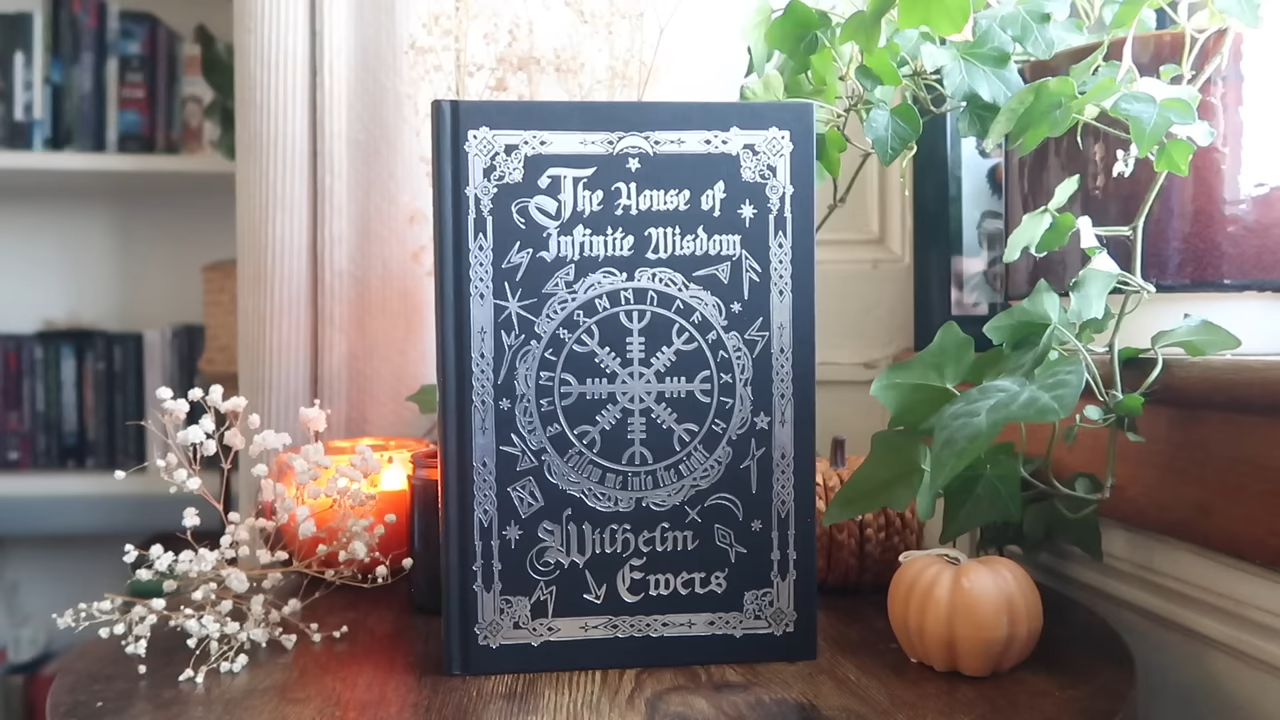 The House of
Infinite Wisdom
follow me into the night
Wilhelm
Ewers